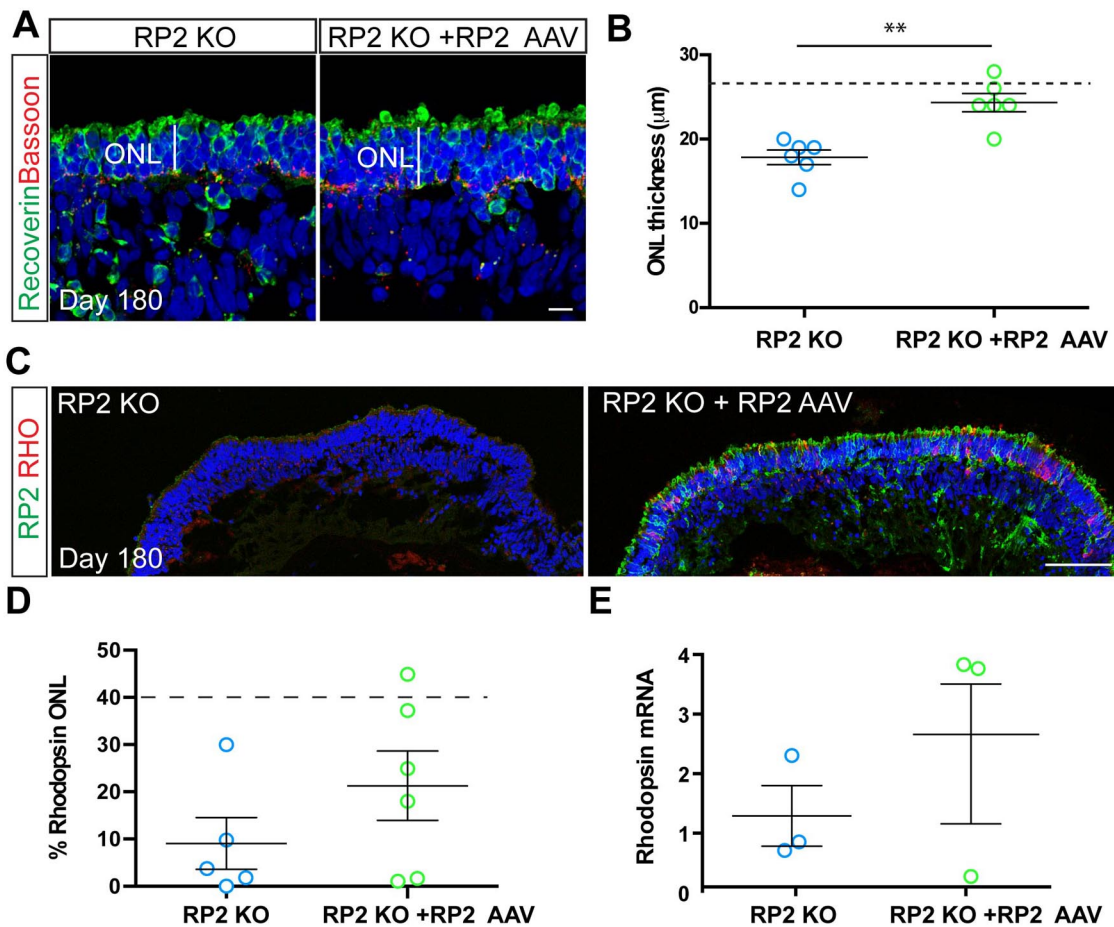 A
RP2 KO
RP2 KO +RP2 AAV
Recoverin Bassoon
ONL
ONL
Day 180
B
**
30
20
10
0
ONL thickness (μm)
RP2 KO
RP2 KO +RP2 AAV
C
RP2 RHO
RP2 KO
RP2 KO + RP2 AAV
Day 180
D
50
40
30
20
10
0
% Rhodopsin ONL
RP2 KO
RP2 KO +RP2 AAV
E
4
3
2
1
0
Rhodopsin mRNA
RP2 KO
RP2 KO +RP2 AAV